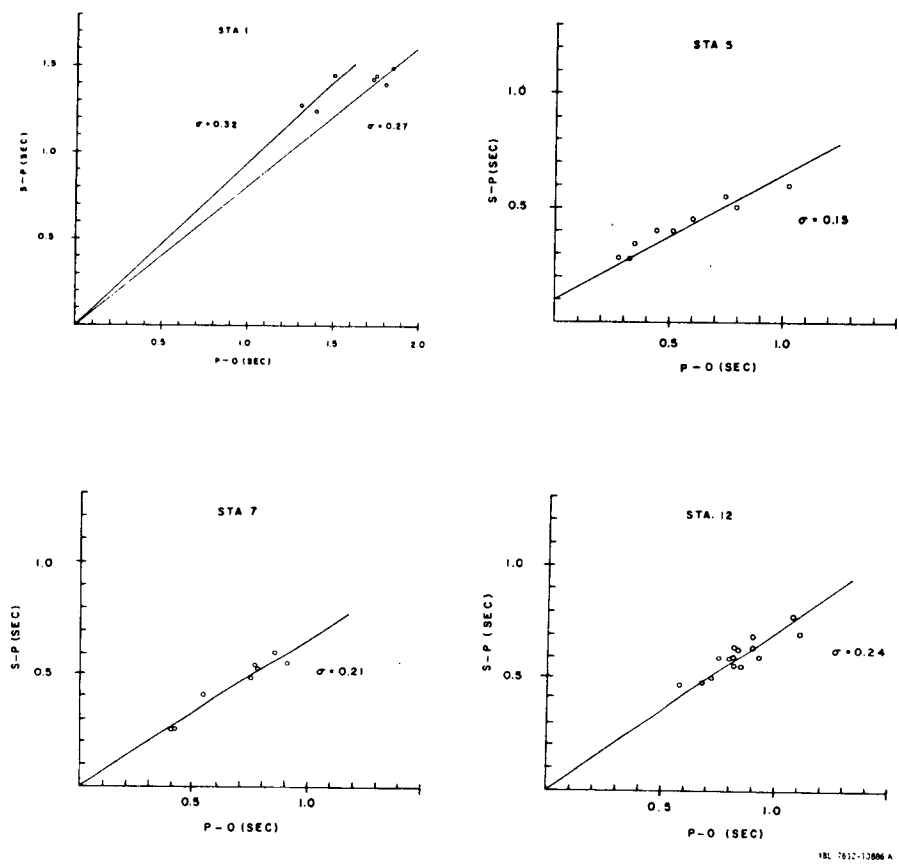 STA 1
1.5
1.0
0.5
S-P (SEC)
σ = 0.32
σ = 0.27
0.5 1.0 1.5 2.0
P-O (SEC)
STA 5
1.0
0.5
S-P (SEC)
σ = 0.15
0.5 1.0
P-O (SEC)
STA 7
1.0
0.5
S-P (SEC)
σ = 0.21
0.5 1.0
P-O (SEC)
STA. 12
1.0
0.5
S-P (SEC)
σ = 0.24
0.5 1.0
P-O (SEC)